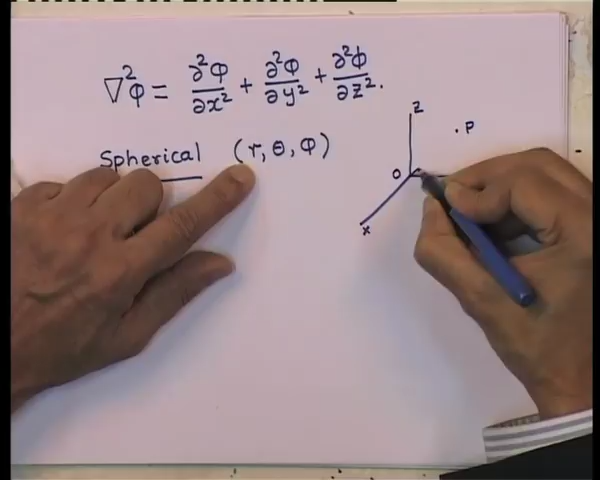 ∇²φ = ∂²φ/∂x² + ∂²φ/∂y² + ∂²φ/∂z².
Spherical (r, θ, φ)
z
P
O
x